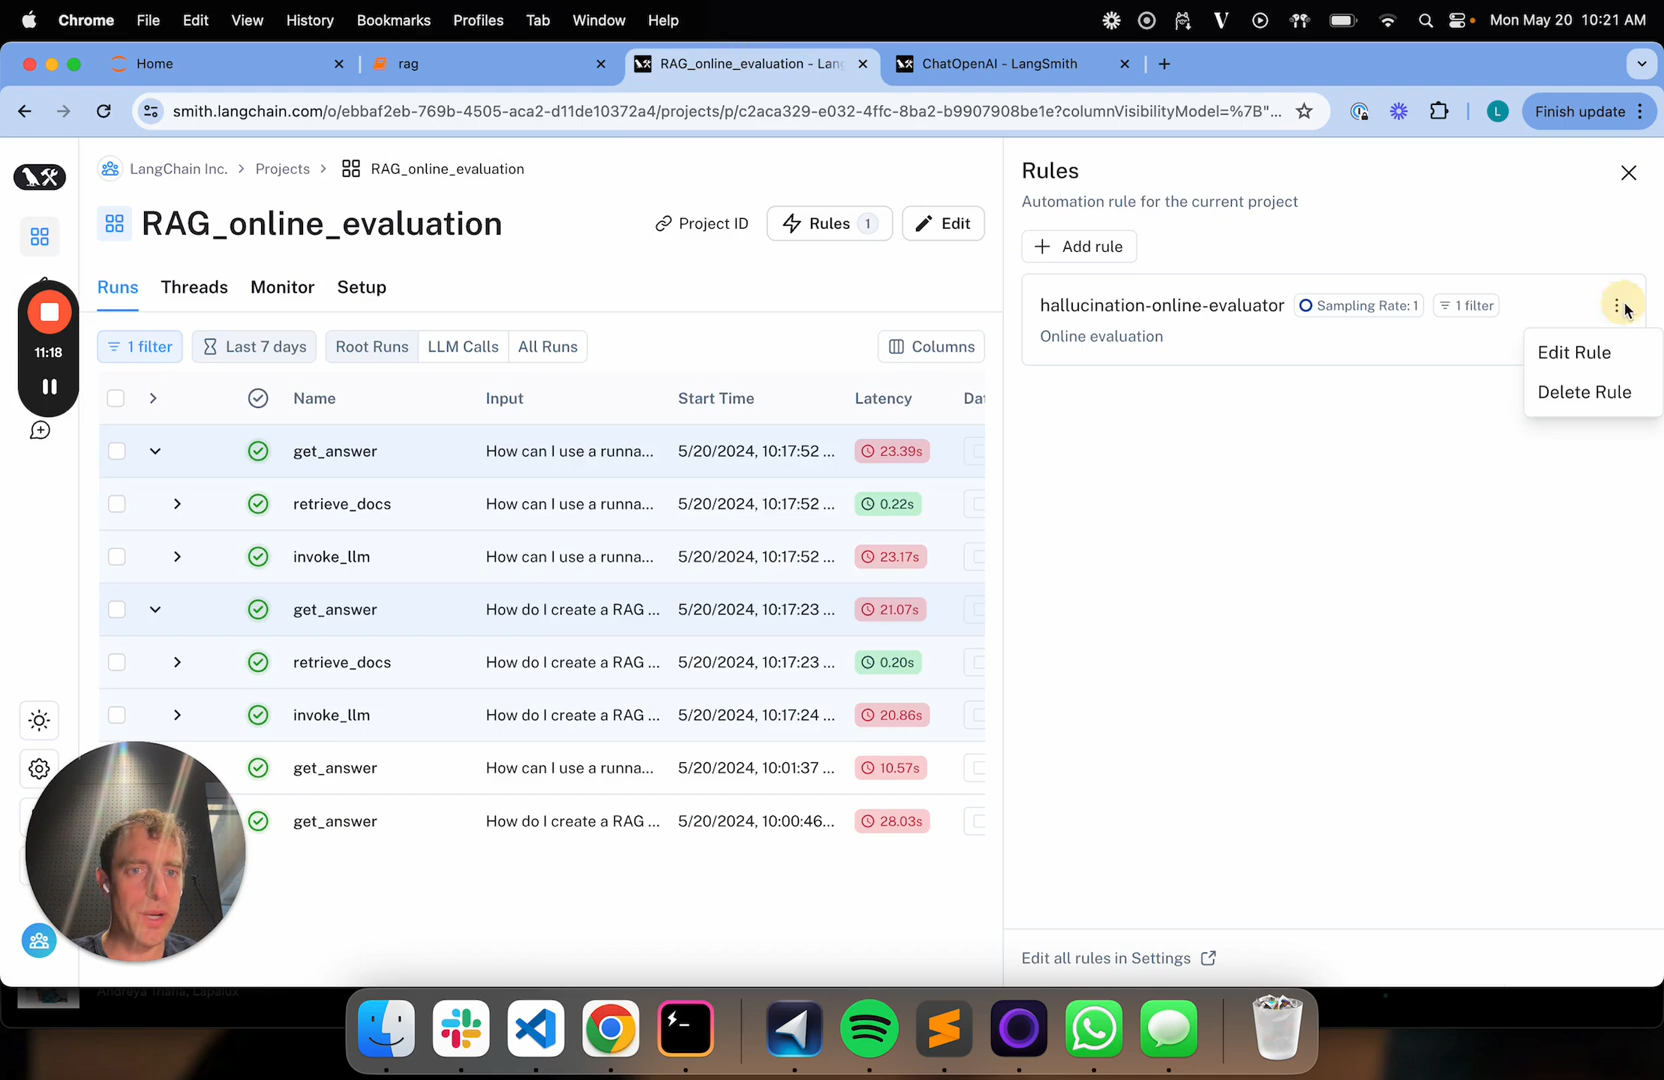 Chrome File Edit View History Bookmarks Profiles Tab Window Help
Mon May 20 10:21 AM
Home
rag
RAG_online_evaluation - Lang
ChatOpenAI - LangSmith
smith.langchain.com/o/ebbaf2eb-769b-4505-aca2-d11de10372a4/projects/p/c2aca329-e032-4ffc-8ba2-b9907908be1e?columnVisibilityModel=%7B"...
L
Finish update
LangChain Inc. > Projects > RAG_online_evaluation
RAG_online_evaluation
Project ID
Rules 1
Edit
Runs Threads Monitor Setup
1 filter
Last 7 days
Root Runs LLM Calls All Runs
Columns
Name Input Start Time Latency Dat
get_answer How can I use a runna... 5/20/2024, 10:17:52 ... 23.39s
retrieve_docs How can I use a runna... 5/20/2024, 10:17:52 ... 0.22s
invoke_llm How can I use a runna... 5/20/2024, 10:17:52 ... 23.17s
get_answer How do I create a RAG ... 5/20/2024, 10:17:23 ... 21.07s
retrieve_docs How do I create a RAG ... 5/20/2024, 10:17:23 ... 0.20s
invoke_llm How do I create a RAG ... 5/20/2024, 10:17:24 ... 20.86s
get_answer How can I use a runna... 5/20/2024, 10:01:37 ... 10.57s
get_answer How do I create a RAG ... 5/20/2024, 10:00:46... 28.03s
11:18
Rules
Automation rule for the current project
Add rule
hallucination-online-evaluator
Sampling Rate: 1
1 filter
Online evaluation
Edit Rule
Delete Rule
Edit all rules in Settings